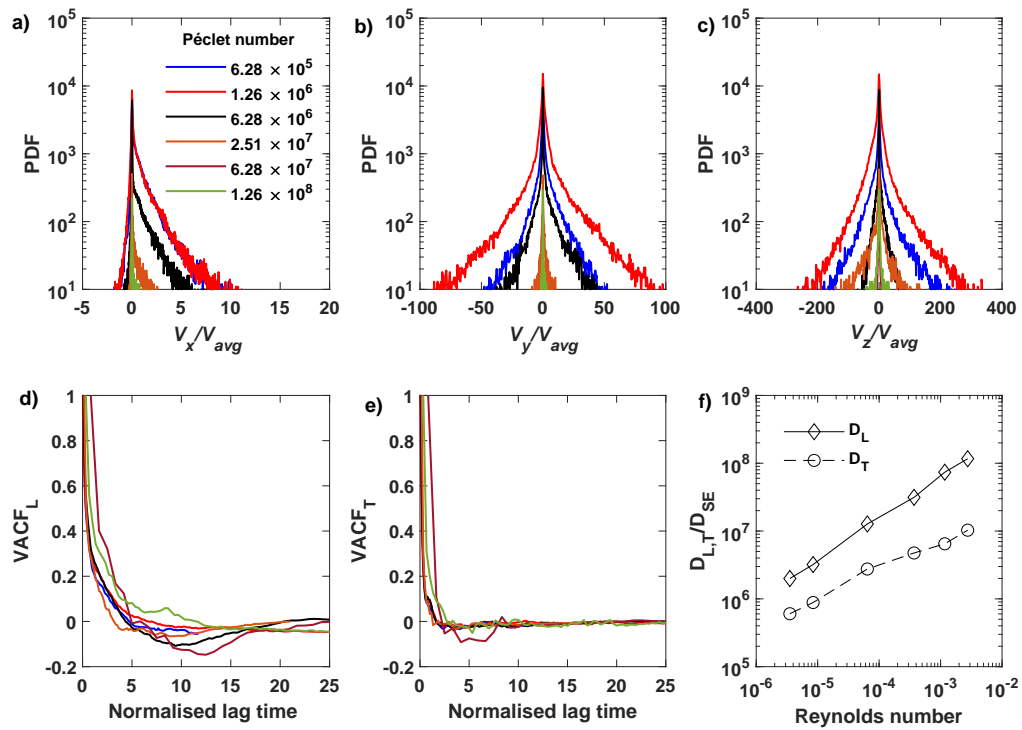 a)
10^5
10^4
10^3
10^2
10^1
PDF
Péclet number
6.28 × 10^5
1.26 × 10^6
6.28 × 10^6
2.51 × 10^7
6.28 × 10^7
1.26 × 10^8
-5 0 5 10 15 20
V_x/V_avg
b)
10^5
10^4
10^3
10^2
10^1
PDF
-100 -50 0 50 100
V_y/V_avg
c)
10^5
10^4
10^3
10^2
10^1
PDF
-400 -200 0 200 400
V_z/V_avg
d)
1
0.8
0.6
0.4
0.2
0
-0.2
VACF_L
0 5 10 15 20 25
Normalised lag time
e)
1
0.8
0.6
0.4
0.2
0
-0.2
VACF_T
0 5 10 15 20 25
Normalised lag time
f)
10^9
10^8
10^7
10^6
10^5
D_L,T/D_SE
D_L
D_T
10^-6 10^-5 10^-4 10^-3 10^-2
Reynolds number